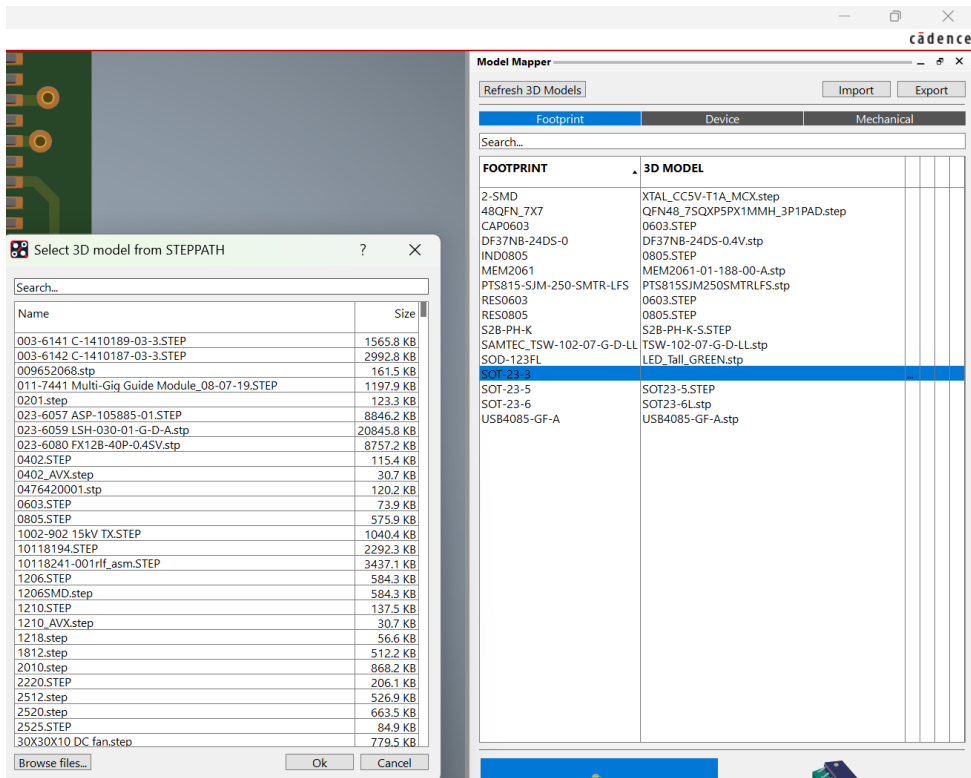 cādence
Model Mapper
Refresh 3D Models Import Export
Footprint Device Mechanical
Search...
FOOTPRINT 3D MODEL
2-SMD XTAL_CC5V-T1A_MCX.step
48QFN_7X7 QFN48_7SQXP5PX1MMH_3P1PAD.step
CAP0603 0603.STEP
DF37NB-24DS-0 DF37NB-24DS-0.4V.stp
IND0805 0805.STEP
MEM2061 MEM2061-01-188-00-A.stp
PTS815-SJM-250-SMTR-LFS PTS815SJM250SMTRLFS.stp
RES0603 0603.STEP
RES0805 0805.STEP
S2B-PH-K S2B-PH-K-S.STEP
SAMTEC_TSW-102-07-G-D-LL TSW-102-07-G-D-LL.stp
SOD-123FL LED_Tall_GREEN.stp
SOT-23-3 ...
SOT-23-5 SOT23-5.STEP
SOT-23-6 SOT23-6L.stp
USB4085-GF-A USB4085-GF-A.stp
Select 3D model from STEPPATH ?
Search...
Name Size
003-6141 C-1410189-03-3.STEP 1565.8 KB
003-6142 C-1410187-03-3.STEP 2992.8 KB
009652068.stp 161.5 KB
011-7441 Multi-Gig Guide Module_08-07-19.STEP 1197.9 KB
0201.step 123.3 KB
023-6057 ASP-105885-01.STEP 8846.2 KB
023-6059 LSH-030-01-G-D-A.stp 20845.8 KB
023-6080 FX12B-40P-0.4SV.stp 8757.2 KB
0402.STEP 115.4 KB
0402_AVX.step 30.7 KB
0476420001.stp 120.2 KB
0603.STEP 73.9 KB
0805.STEP 575.9 KB
1002-902 15kV TX.STEP 1040.4 KB
10118194.STEP 2292.3 KB
10118241-001rlf_asm.STEP 3437.1 KB
1206.STEP 584.3 KB
1206SMD.step 584.3 KB
1210.STEP 137.5 KB
1210_AVX.step 30.7 KB
1218.step 56.6 KB
1812.step 512.2 KB
2010.step 868.2 KB
2220.STEP 206.1 KB
2512.step 526.9 KB
2520.step 663.5 KB
2525.STEP 84.9 KB
30X30X10 DC fan.step 779.5 KB
Browse files... Ok Cancel